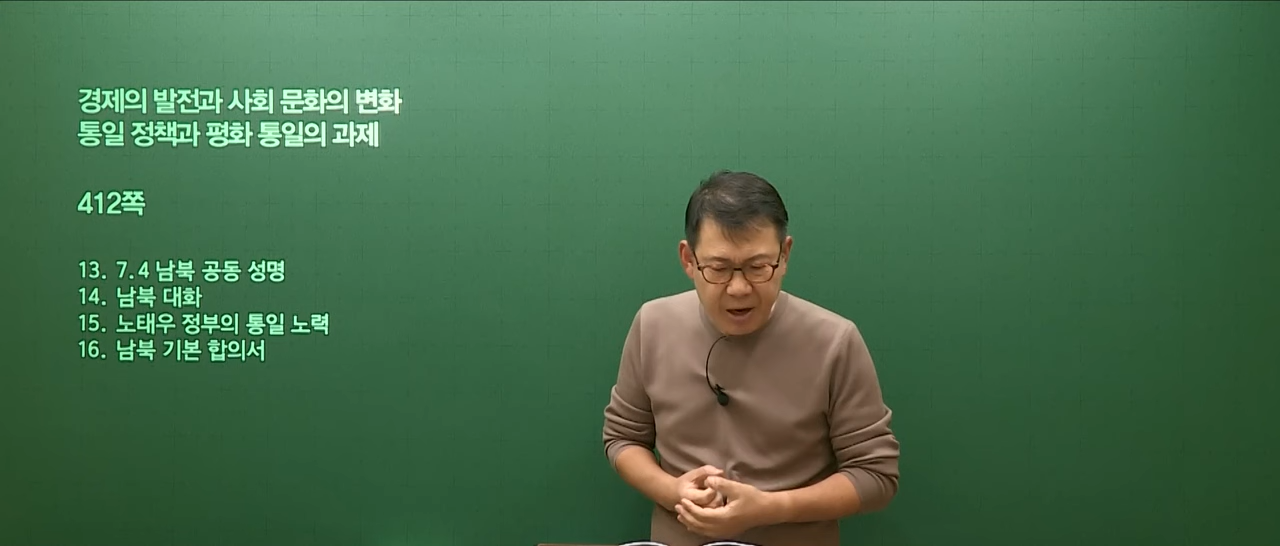 경제의 발전과 사회 문화의 변화
통일 정책과 평화 통일의 과제
412쪽
13. 7.4 남북 공동 성명
14. 남북 대화
15. 노태우 정부의 통일 노력
16. 남북 기본 합의서